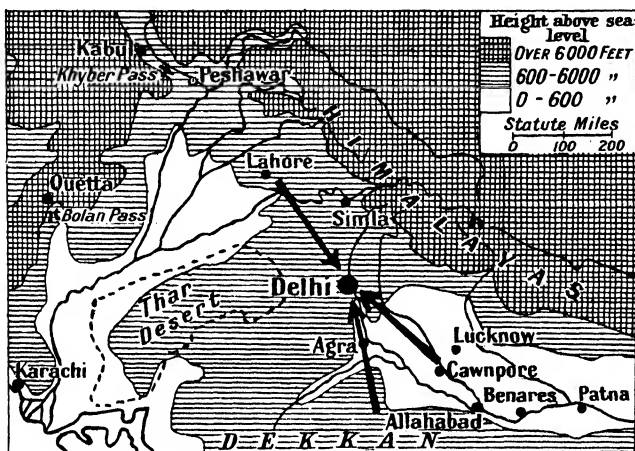 Height above sea
level
OVER 6000 FEET
600-6000 "
0-600 "
Statute Miles
0 100 200
Kabul
Khyber Pass
Peshawar
HIMALAYAS
Lahore
Quetta
Bolan Pass
Simla
Delhi
Thar
Desert
Agra
Lucknow
Karachi
Cawnpore
Benares
Patna
Allahabad
DEKKAN